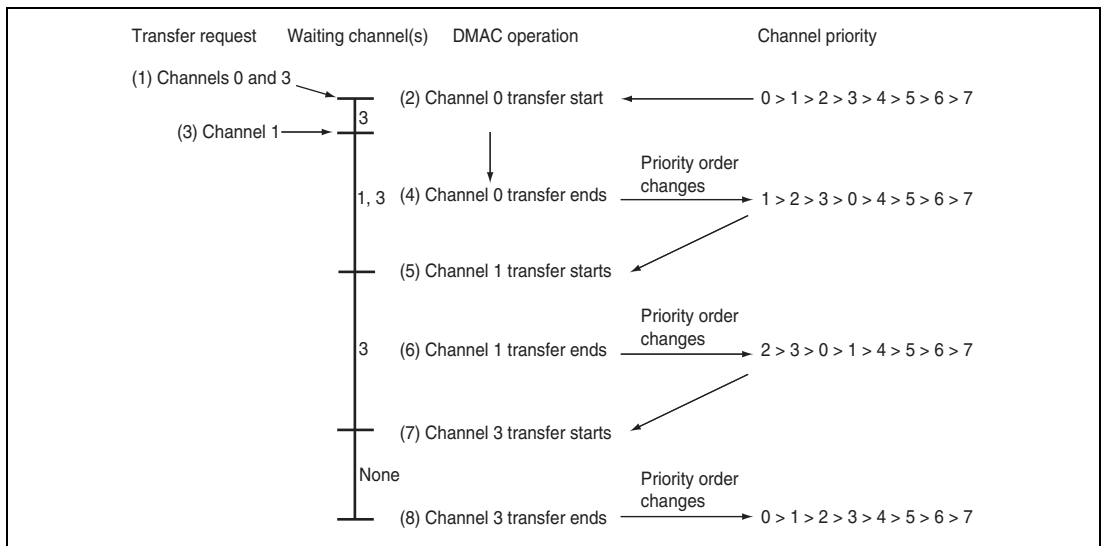 Transfer request Waiting channel(s) DMAC operation Channel priority
(1) Channels 0 and 3
(2) Channel 0 transfer start
0 > 1 > 2 > 3 > 4 > 5 > 6 > 7
3
(3) Channel 1
Priority order
changes
1, 3
(4) Channel 0 transfer ends
1 > 2 > 3 > 0 > 4 > 5 > 6 > 7
(5) Channel 1 transfer starts
Priority order
changes
3
(6) Channel 1 transfer ends
2 > 3 > 0 > 1 > 4 > 5 > 6 > 7
(7) Channel 3 transfer starts
None
Priority order
changes
(8) Channel 3 transfer ends
0 > 1 > 2 > 3 > 4 > 5 > 6 > 7